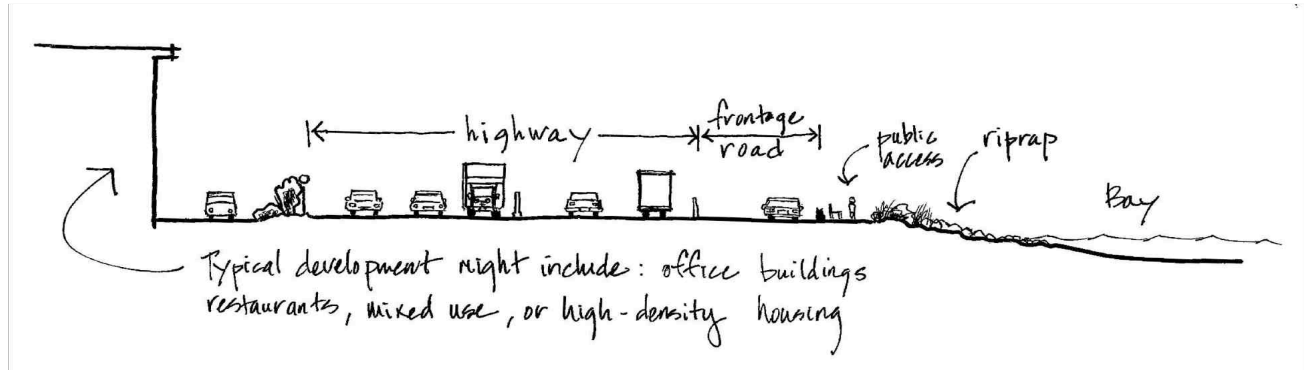 highway
frontage
road
public
access
riprap
Bay
Typical development might include: office buildings
restaurants, mixed use, or high-density housing